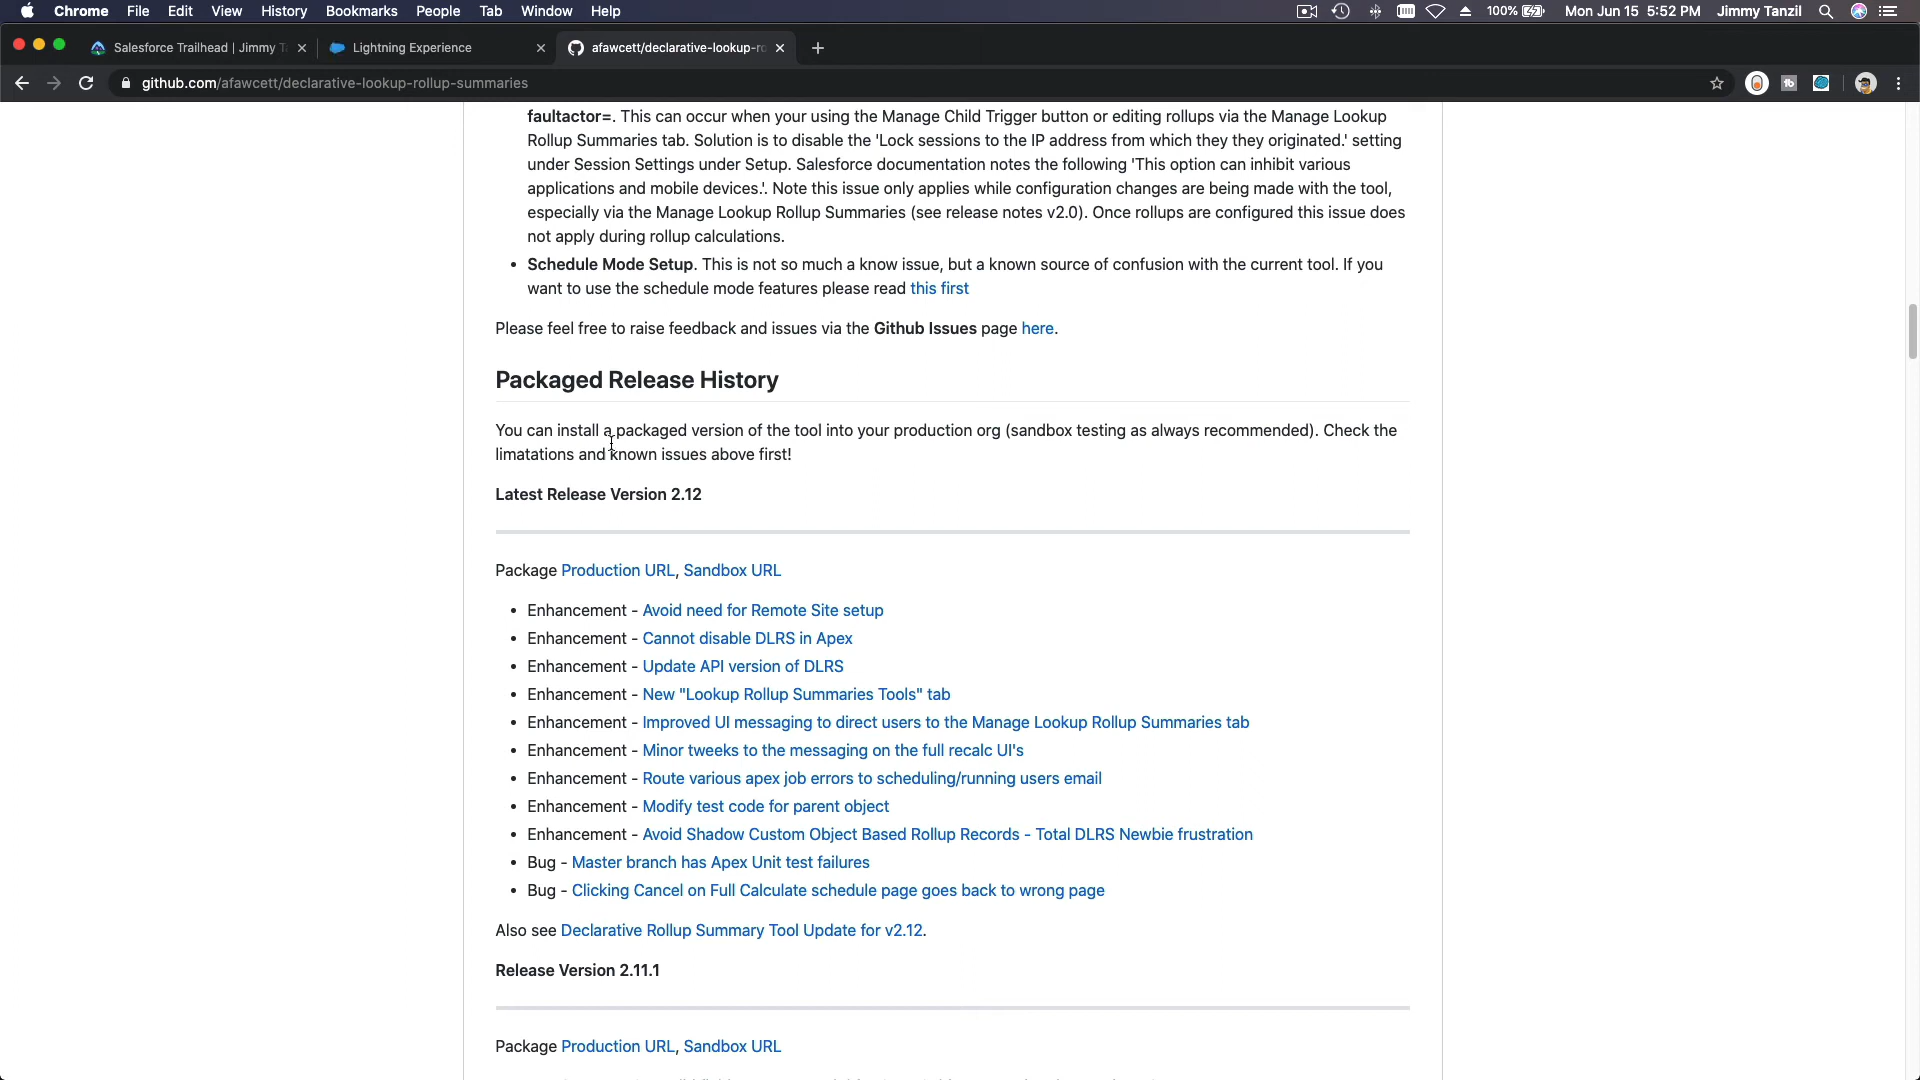 Chrome File Edit View History Bookmarks People Tab Window Help 100% Mon Jun 15 5:52 PM Jimmy Tanzil
Salesforce Trailhead | Jimmy T Lightning Experience afawcett/declarative-lookup-ro
github.com/afawcett/declarative-lookup-rollup-summaries
faultactor=. This can occur when your using the Manage Child Trigger button or editing rollups via the Manage Lookup
Rollup Summaries tab. Solution is to disable the 'Lock sessions to the IP address from which they they originated.' setting
under Session Settings under Setup. Salesforce documentation notes the following 'This option can inhibit various
applications and mobile devices.'. Note this issue only applies while configuration changes are being made with the tool,
especially via the Manage Lookup Rollup Summaries (see release notes v2.0). Once rollups are configured this issue does
not apply during rollup calculations.
• Schedule Mode Setup. This is not so much a know issue, but a known source of confusion with the current tool. If you
want to use the schedule mode features please read this first
Please feel free to raise feedback and issues via the Github Issues page here.
Packaged Release History
You can install a packaged version of the tool into your production org (sandbox testing as always recommended). Check the
limatations and known issues above first!
Latest Release Version 2.12
Package Production URL, Sandbox URL
• Enhancement - Avoid need for Remote Site setup
• Enhancement - Cannot disable DLRS in Apex
• Enhancement - Update API version of DLRS
• Enhancement - New "Lookup Rollup Summaries Tools" tab
• Enhancement - Improved UI messaging to direct users to the Manage Lookup Rollup Summaries tab
• Enhancement - Minor tweeks to the messaging on the full recalc UI's
• Enhancement - Route various apex job errors to scheduling/running users email
• Enhancement - Modify test code for parent object
• Enhancement - Avoid Shadow Custom Object Based Rollup Records - Total DLRS Newbie frustration
• Bug - Master branch has Apex Unit test failures
• Bug - Clicking Cancel on Full Calculate schedule page goes back to wrong page
Also see Declarative Rollup Summary Tool Update for v2.12.
Release Version 2.11.1
Package Production URL, Sandbox URL